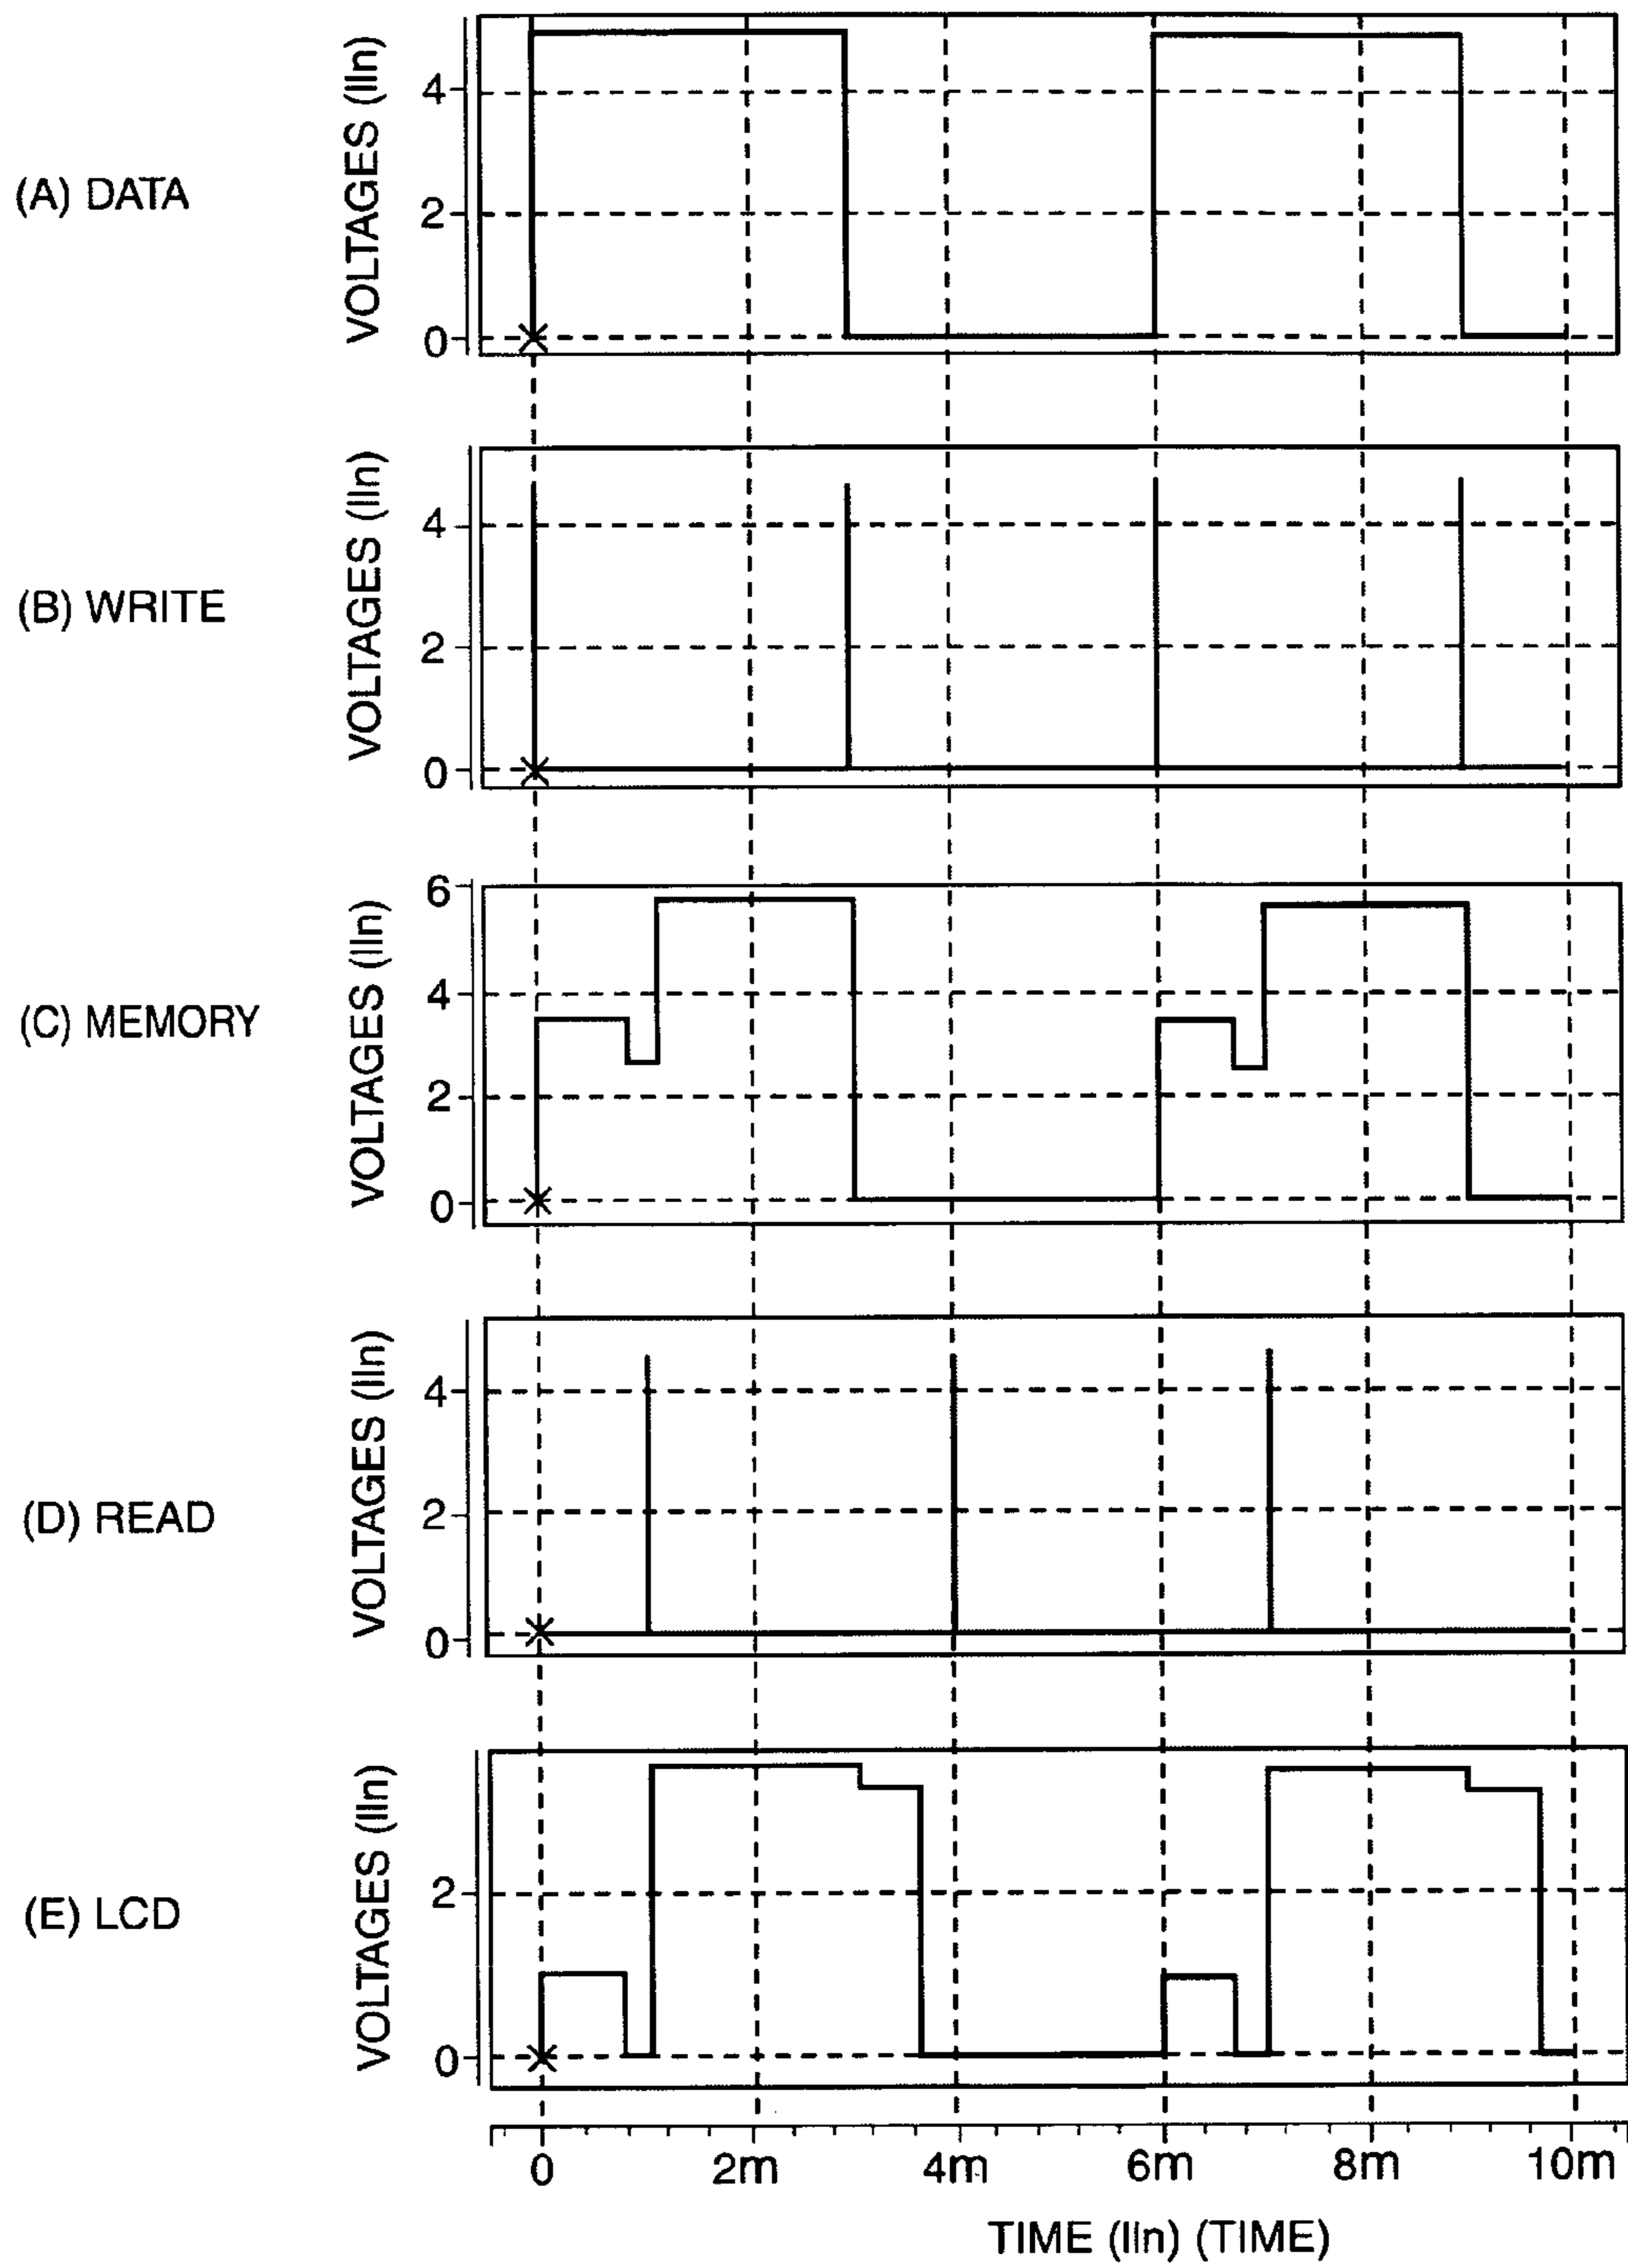 (A) DATA
VOLTAGES (lln)
4
2
0
(B) WRITE
VOLTAGES (lln)
4
2
0
(C) MEMORY
VOLTAGES (lln)
6
4
2
0
(D) READ
VOLTAGES (lln)
4
2
0
(E) LCD
VOLTAGES (lln)
2
0
0 2m 4m 6m 8m 10m
TIME (lln) (TIME)